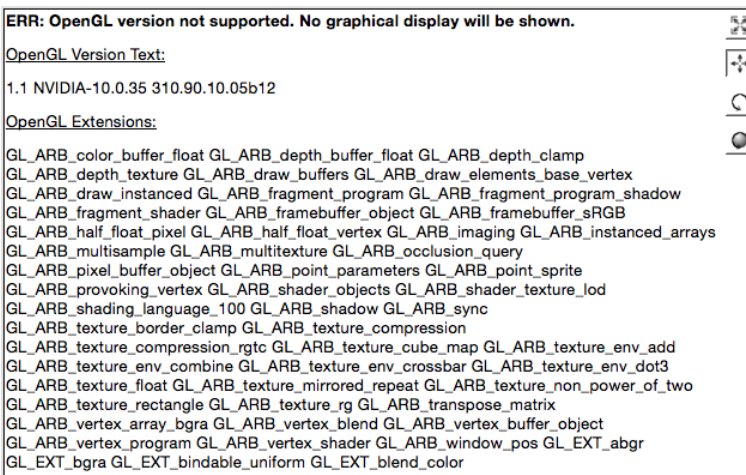 ERR: OpenGL version not supported. No graphical display will be shown.
OpenGL Version Text:
1.1 NVIDIA-10.0.35 310.90.10.05b12
OpenGL Extensions:
GL_ARB_color_buffer_float GL_ARB_depth_buffer_float GL_ARB_depth_clamp
GL_ARB_depth_texture GL_ARB_draw_buffers GL_ARB_draw_elements_base_vertex
GL_ARB_draw_instanced GL_ARB_fragment_program GL_ARB_fragment_program_shadow
GL_ARB_fragment_shader GL_ARB_framebuffer_object GL_ARB_framebuffer_sRGB
GL_ARB_half_float_pixel GL_ARB_half_float_vertex GL_ARB_imaging GL_ARB_instanced_arrays
GL_ARB_multisample GL_ARB_multitexture GL_ARB_occlusion_query
GL_ARB_pixel_buffer_object GL_ARB_point_parameters GL_ARB_point_sprite
GL_ARB_provoking_vertex GL_ARB_shader_objects GL_ARB_shader_texture_lod
GL_ARB_shading_language_100 GL_ARB_shadow GL_ARB_sync
GL_ARB_texture_border_clamp GL_ARB_texture_compression
GL_ARB_texture_compression_rgtc GL_ARB_texture_cube_map GL_ARB_texture_env_add
GL_ARB_texture_env_combine GL_ARB_texture_env_crossbar GL_ARB_texture_env_dot3
GL_ARB_texture_float GL_ARB_texture_mirrored_repeat GL_ARB_texture_non_power_of_two
GL_ARB_texture_rectangle GL_ARB_texture_rg GL_ARB_transpose_matrix
GL_ARB_vertex_array_bgra GL_ARB_vertex_blend GL_ARB_vertex_buffer_object
GL_ARB_vertex_program GL_ARB_vertex_shader GL_ARB_window_pos GL_EXT_abgr
GL_EXT_bgra GL_EXT_bindable_uniform GL_EXT_blend_color